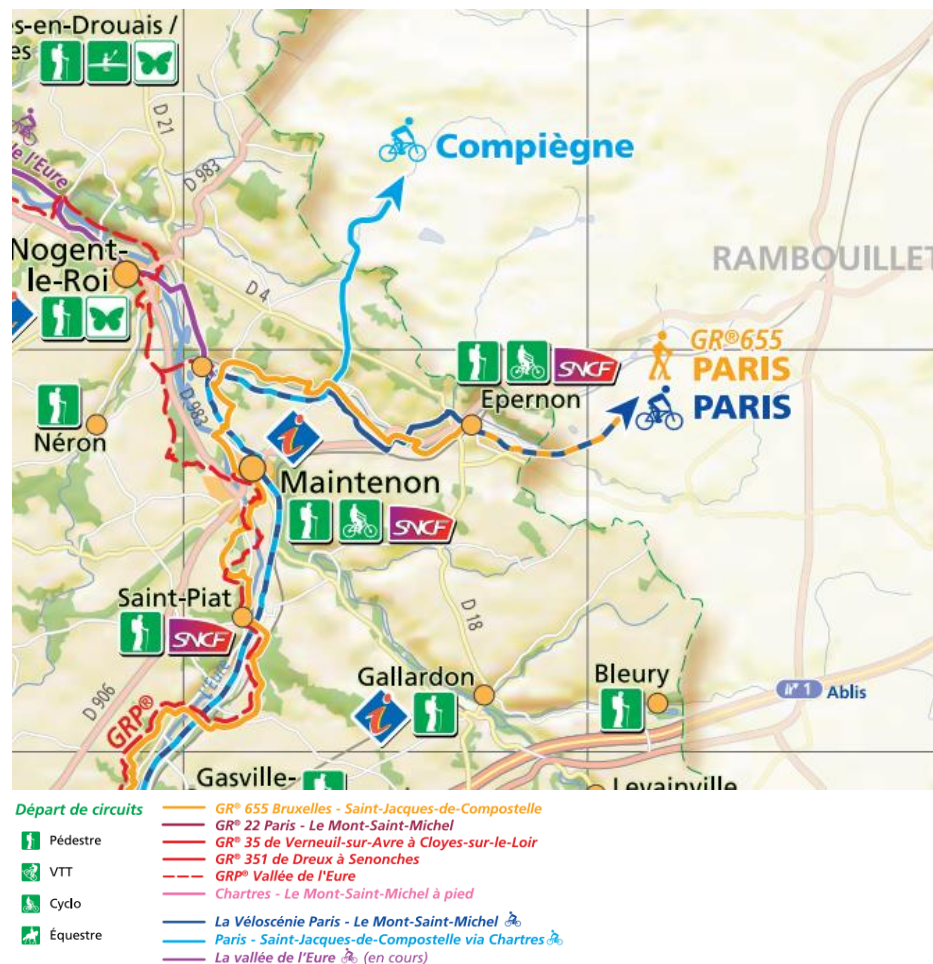 s-en-Drouais /
es
D 21
Compiègne
de l'Eure
D 983
Nogent-
le-Roi
D 4
RAMBOUILLET
GR®655
PARIS
PARIS
SNCF
Epernon
D 983
Néron
Maintenon
SNCF
Saint-Piat
SNCF
D 18
l'Eure
Gallardon
Bleury
D 906
GRP®
N° 1 Ablis
Gasville-
Levainville
Départ de circuits
Pédestre
VTT
Cyclo
Équestre
GR® 655 Bruxelles - Saint-Jacques-de-Compostelle
GR® 22 Paris - Le Mont-Saint-Michel
GR® 35 de Verneuil-sur-Avre à Cloyes-sur-le-Loir
GR® 351 de Dreux à Senonches
GRP® Vallée de l'Eure
Chartres - Le Mont-Saint-Michel à pied
La Véloscénie Paris - Le Mont-Saint-Michel
Paris - Saint-Jacques-de-Compostelle via Chartres
La vallée de l'Eure (en cours)